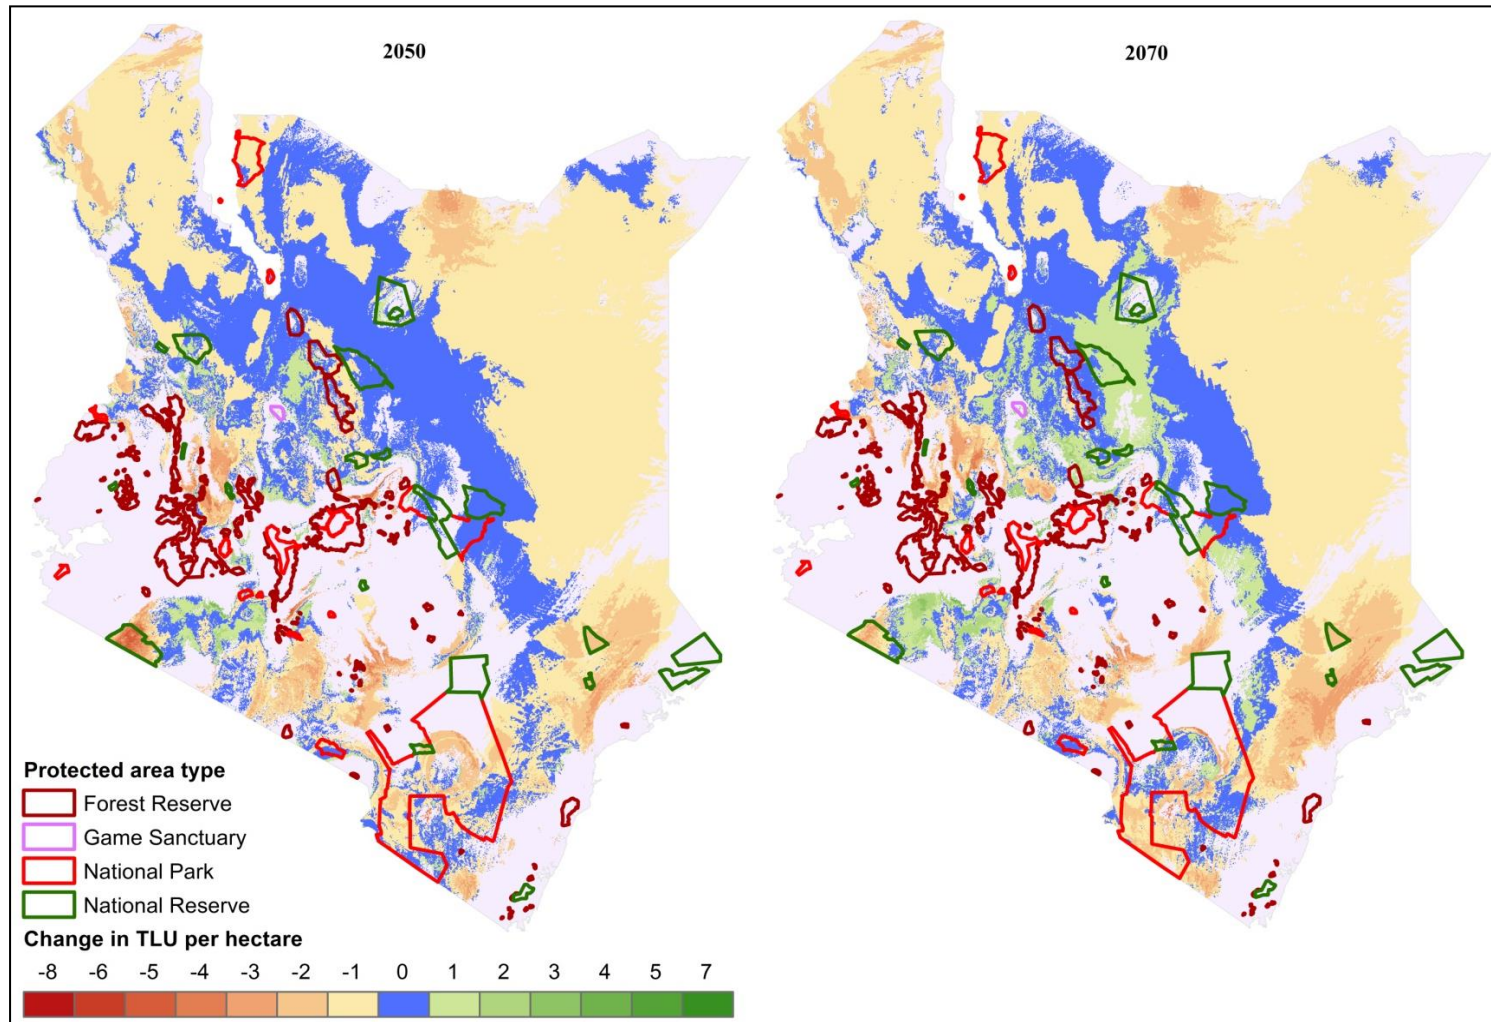 2050
2070
Protected area type
Forest Reserve
Game Sanctuary
National Park
National Reserve
Change in TLU per hectare
-8 -6 -5 -4 -3 -2 -1 0 1 2 3 4 5 7